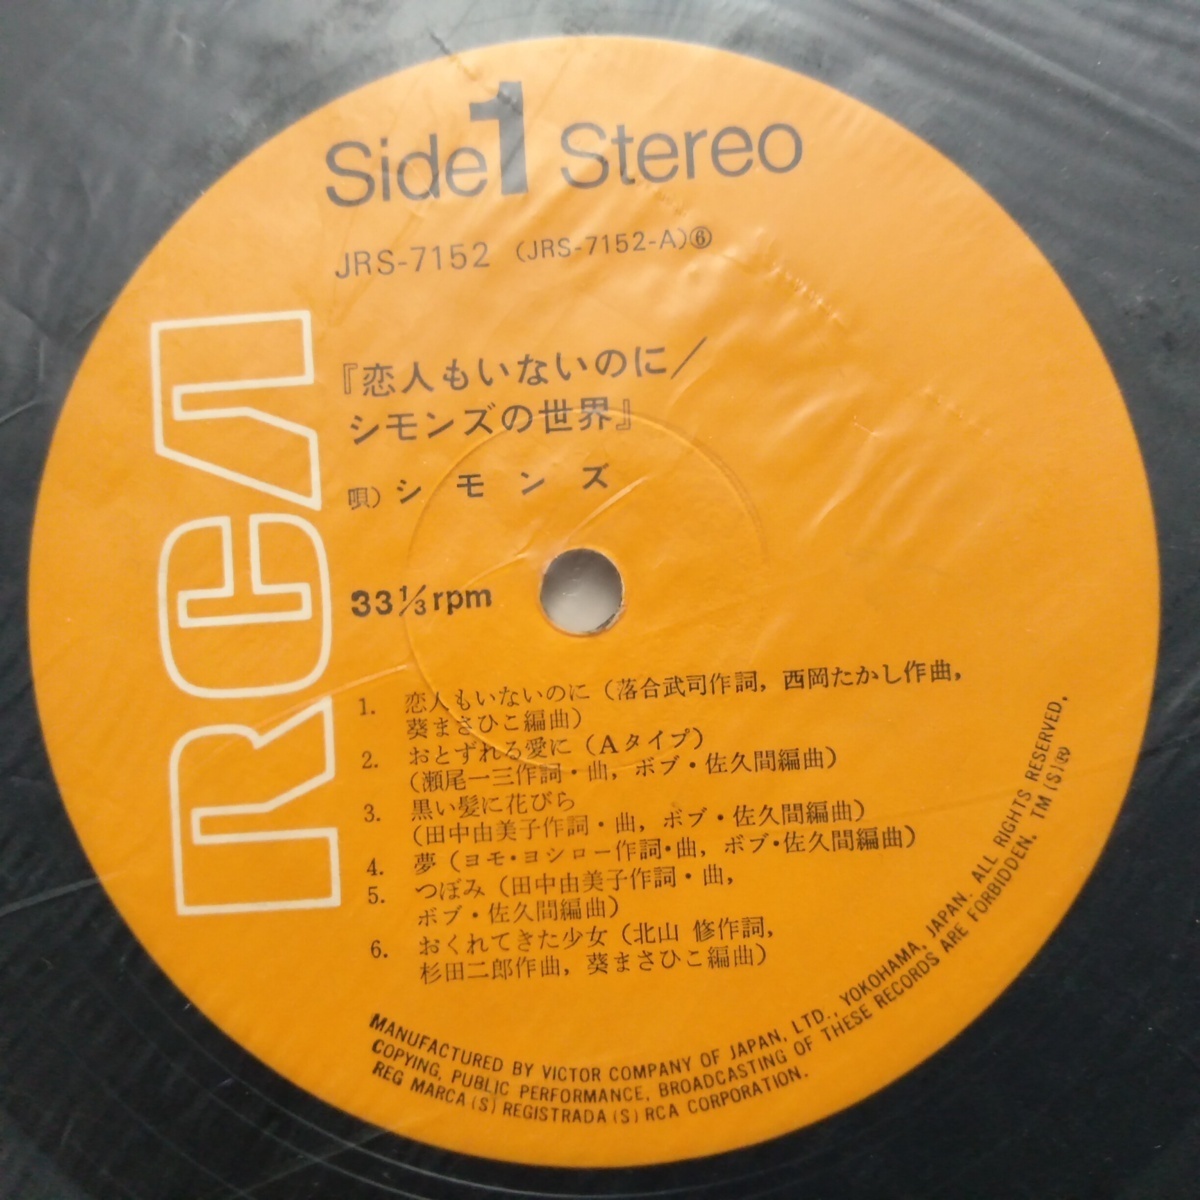 Side 1 Stereo
JRS-7152 (JRS-7152-A)⑥
『恋人もいないのに／
シモンズの世界』
唄）シモンズ
RCA
33 1/3 rpm
1. 恋人もいないのに（落合武司作詞，西岡たかし作曲，
葵まさひこ編曲）
2. おとずれる愛に（Aタイプ）
（瀬尾一三作詞・曲，ボブ・佐久間編曲）
3. 黒い髪に花びら
（田中由美子作詞・曲，ボブ・佐久間編曲）
4. 夢（ヨモ・ヨシロー作詞・曲，ボブ・佐久間編曲）
5. つぼみ（田中由美子作詞・曲，
ボブ・佐久間編曲）
6. おくれてきた少女（北山 修作詞，
杉田二郎作曲，葵まさひこ編曲）
MANUFACTURED BY VICTOR COMPANY OF JAPAN, LTD., YOKOHAMA, JAPAN. ALL RIGHTS RESERVED,
COPYING, PUBLIC PERFORMANCE, BROADCASTING OF THESE RECORDS ARE FORBIDDEN. TM (S)®
REG MARCA (S) REGISTRADA (S) RCA CORPORATION.